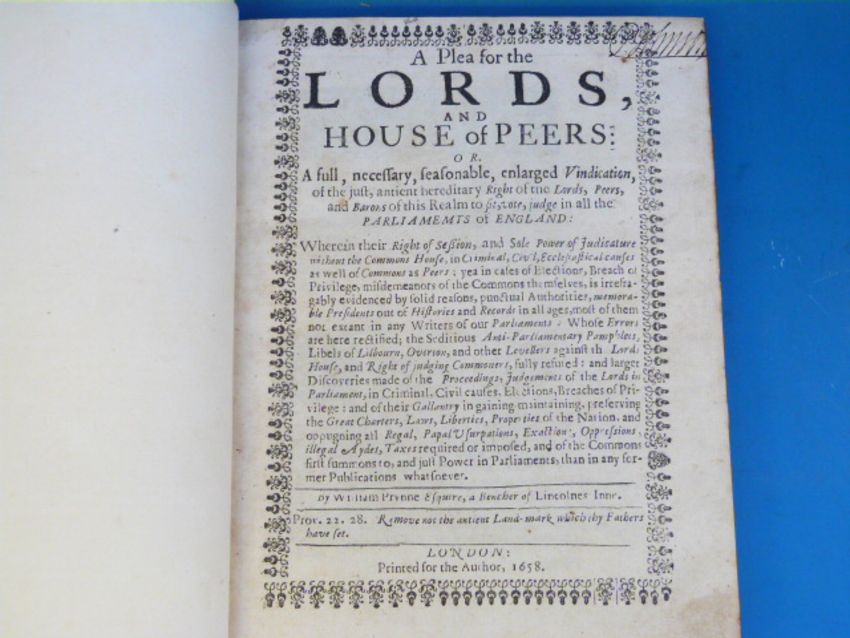 A Plea for the
LORDS,
AND
HOUSE of PEERS:
OR,
A full, necessary, seasonable, enlarged Vindication,
of the just, antient hereditary Right of the Lords, Peers,
and Barons of this Realm to sit, vote, judge in all the
PARLIAMEMTS of ENGLAND:
Wherein their Right of Session, and Sole Power of Judicature
without the Commons House, in Criminal, Civil, Ecclesiastical causes
as well of Commons as Peers: yea in cases of Elections, Breach of
Privilege, misdemeanors of the Commons themselves, is irrefra-
gably evidenced by solid reasons, punctual Authorities, memora-
ble Presidents out of Histories and Records in all ages, most of them
not extant in any Writers of our Parliaments: Whose Errors
are here rectified; the Seditious Anti-Parliamentary Pamphlets,
Libels of Lilbourn, Overton, and other Levellers against the Lords
House, and Right of judging Commoners, fully refuted: and larger
Discoveries made of the Proceedings, Judgements of the Lords in
Parliament, in Criminal, Civil causes, Elections, Breaches of Pri-
vilege: and of their Gallantry in gaining maintaining, preserving
the Great Charters, Laws, Liberties, Properties of the Nation, and
oppugning all Regal, Papal Usurpations, Exactions, Oppressions,
illegal Aydes, Taxes required or imposed, and of the Commons
first summons to, and just Power in Parliaments, than in any for-
mer Publications whatsoever.
By William Prynne Esquire, a Bencher of Lincolnes Inne.
Prov. 22. 28. Remove not the antient Land-mark which thy Fathers
have set.
LONDON:
Printed for the Author, 1658.